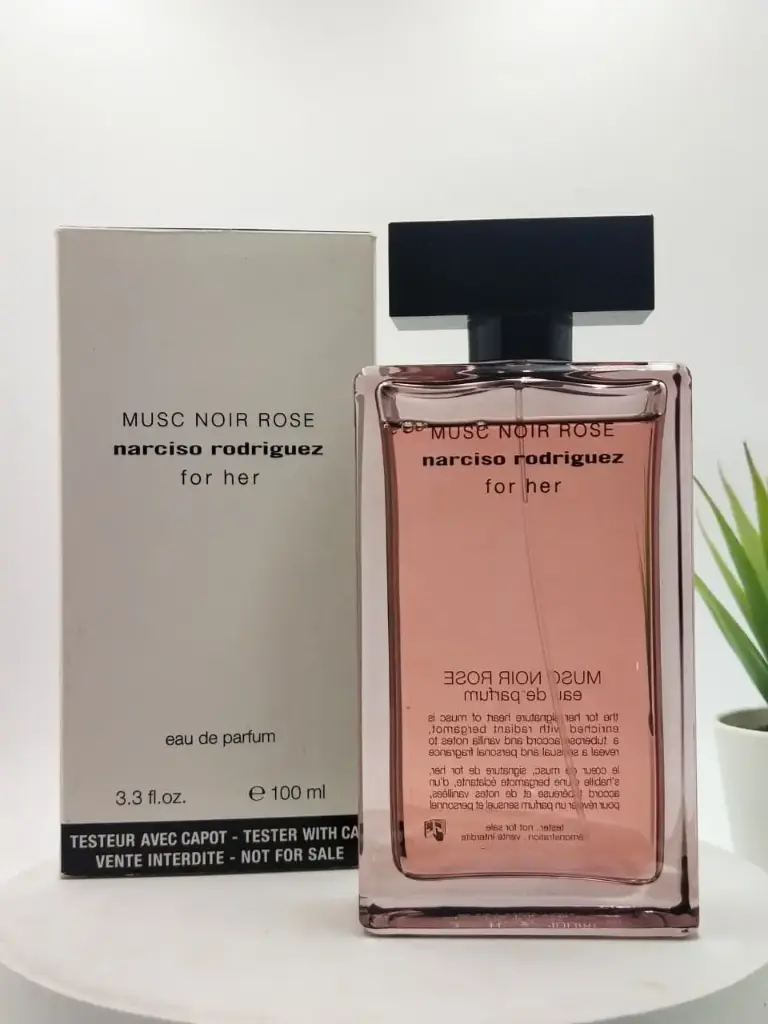 MUSC NOIR ROSE
narciso rodriguez
for her
eau de parfum
3.3 fl.oz. ℮ 100 ml
TESTEUR AVEC CAPOT - TESTER WITH CA
VENTE INTERDITE - NOT FOR SALE
MUSC NOIR ROSE
narciso rodriguez
for her
MUSC NOIR ROSE
eau de parfum
the for her signature heart of musc is
enriched with radiant bergamot,
a tuberose accord and vanilla notes to
reveal a sensual and personal fragrance
le cœur de musc, signature de for her,
s'habille d'une bergamote éclatante, d'un
accord tubéreuse et de notes vanillées,
pour révéler un parfum sensuel et personnel
tester. not for sale
démonstration. vente interdite